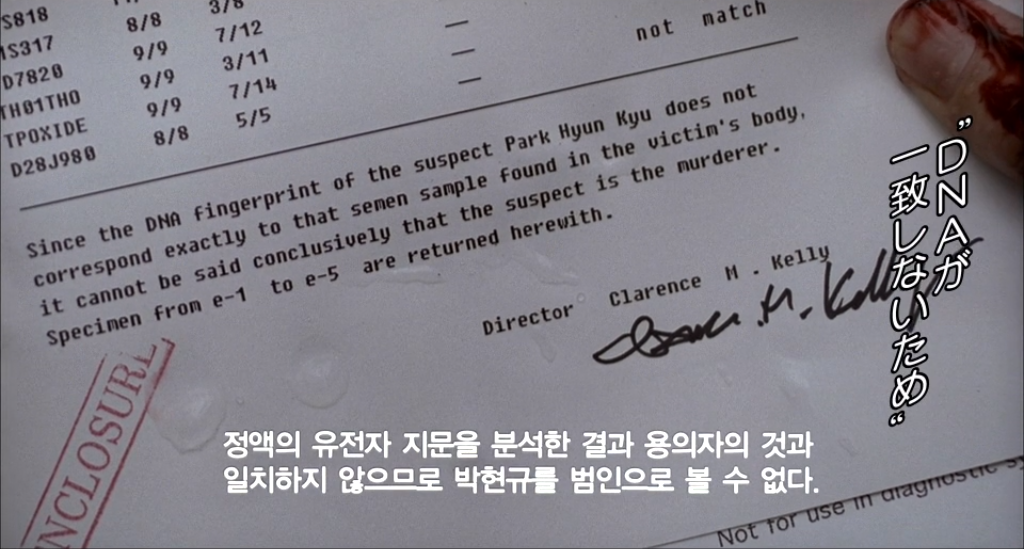 S818 8/8 3/8
1S317 9/9 7/12 — not match
D7820 9/9 3/11 —
TH01THO 9/9 7/14 —
TPOXIDE 8/8 5/5
D28J980
Since the DNA fingerprint of the suspect Park Hyun Kyu does not
correspond exactly to that semen sample found in the victim's body,
it cannot be said conclusively that the suspect is the murderer.
Specimen from e-1 to e-5 are returned herewith.
Director Clarence M. Kelly
Clarence M. Kelly
ENCLOSURE
Not for use in diagnostic
“DNAが
一致しないため”
정액의 유전자 지문을 분석한 결과 용의자의 것과
일치하지 않으므로 박현규를 범인으로 볼 수 없다.